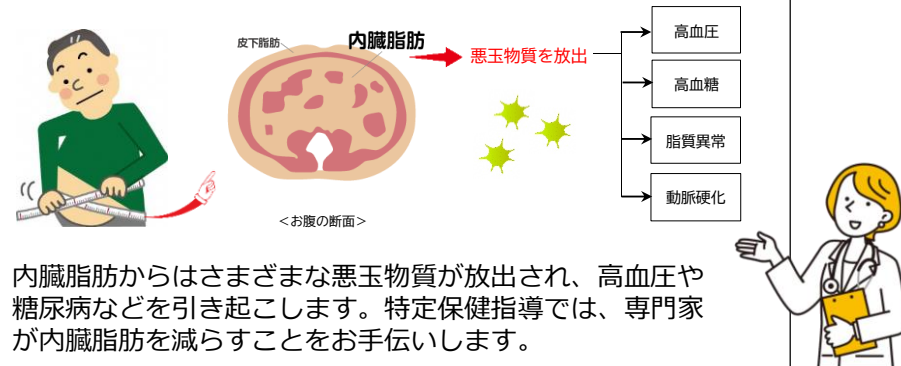 皮下脂肪
内臓脂肪
悪玉物質を放出
高血圧
高血糖
脂質異常
動脈硬化
<お腹の断面>
内臓脂肪からはさまざまな悪玉物質が放出され、高血圧や
糖尿病などを引き起こします。特定保健指導では、専門家
が内臓脂肪を減らすことをお手伝いします。